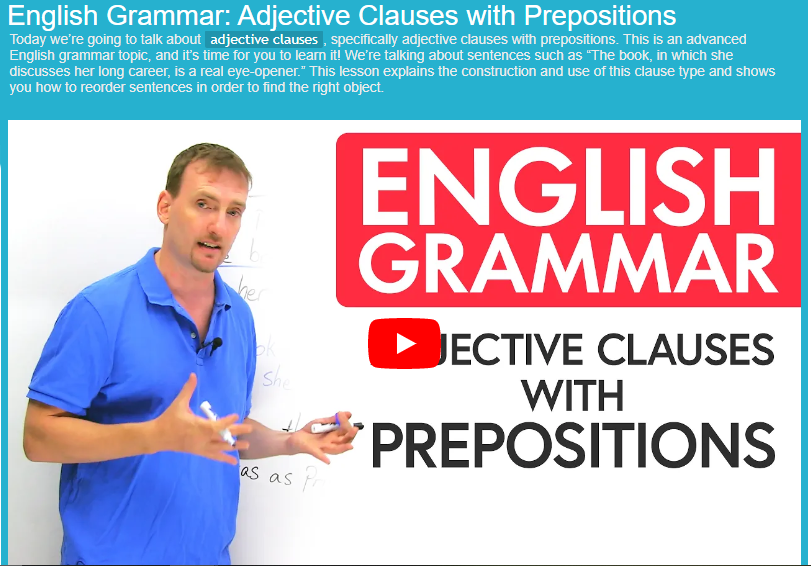 English Grammar: Adjective Clauses with Prepositions
Today we're going to talk about adjective clauses, specifically adjective clauses with prepositions. This is an advanced
English grammar topic, and it's time for you to learn it! We're talking about sentences such as "The book, in which she
discusses her long career, is a real eye-opener." This lesson explains the construction and use of this clause type and shows
you how to reorder sentences in order to find the right object.
ENGLISH
GRAMMAR
JECTIVE CLAUSES
WITH
PREPOSITIONS
her
she
as as